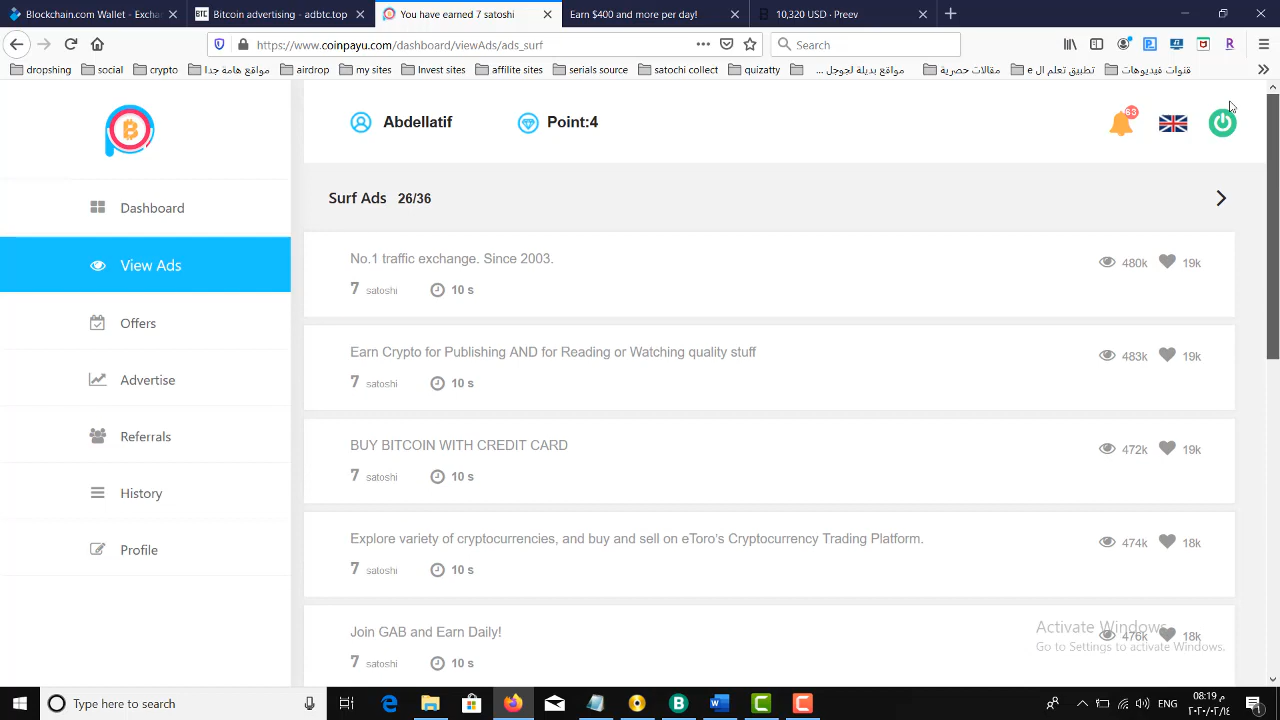 Blockchain.com Wallet - Exchan
Bitcoin advertising - adbtc.top
You have earned 7 satoshi
Earn $400 and more per day!
10,320 USD · Preev
https://www.coinpayu.com/dashboard/viewAds/ads_surf
Search
dropshing
social
crypto
مواقع هامة جدا
airdrop
my sites
Invest sites
affilite sites
serials source
satochi collect
quizatty
مواقع بديلة لجوجل ...
مقالات حصرية
تطبيق تعلم ال e
قنوات فيديوهات
Abdellatif
Point:4
63
Dashboard
View Ads
Offers
Advertise
Referrals
History
Profile
Surf Ads 26/36
No.1 traffic exchange. Since 2003.
480k 19k
7 satoshi 10 s
Earn Crypto for Publishing AND for Reading or Watching quality stuff
483k 19k
7 satoshi 10 s
BUY BITCOIN WITH CREDIT CARD
472k 19k
7 satoshi 10 s
Explore variety of cryptocurrencies, and buy and sell on eToro's Cryptocurrency Trading Platform.
474k 18k
7 satoshi 10 s
Join GAB and Earn Daily!
476k 18k
7 satoshi 10 s
Activate Windows
Go to Settings to activate Windows.
Type here to search
ENG
08:19 م